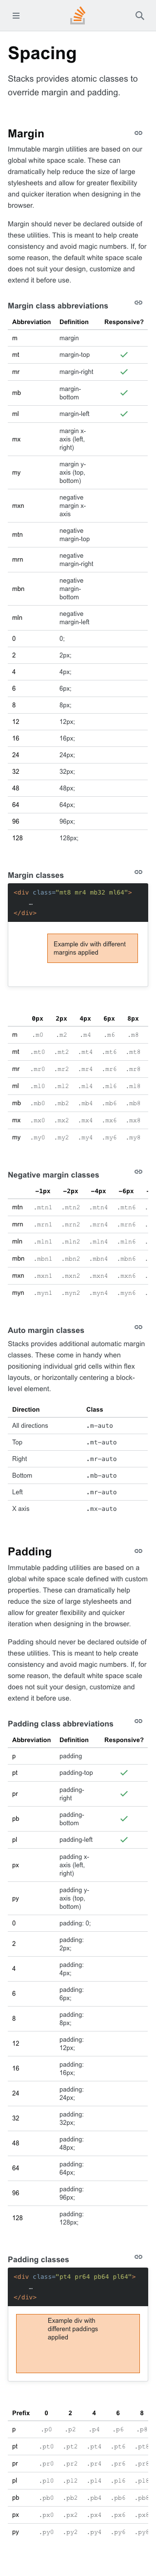 Spacing
Stacks provides atomic classes to
override margin and padding.
Margin
Immutable margin utilities are based on our
global white space scale. These can
dramatically help reduce the size of large
stylesheets and allow for greater flexibility
and quicker iteration when designing in the
browser.
Margin should never be declared outside of
these utilities. This is meant to help create
consistency and avoid magic numbers. If, for
some reason, the default white space scale
does not suit your design, customize and
extend it before use.
Margin class abbreviations
Abbreviation Definition Responsive?
m margin
mt margin-top
mr margin-right
mb margin-
bottom
ml margin-left
mx margin x-
axis (left,
right)
my margin y-
axis (top,
bottom)
mxn negative
margin x-
axis
mtn negative
margin-top
mrn negative
margin-right
mbn negative
margin-
bottom
mln negative
margin-left
0 0;
2 2px;
4 4px;
6 6px;
8 8px;
12 12px;
16 16px;
24 24px;
32 32px;
48 48px;
64 64px;
96 96px;
128 128px;
Margin classes
<div class="mt8 mr4 mb32 ml64">
…
</div>
Example div with different
margins applied
0px 2px 4px 6px 8px
m .m0 .m2 .m4 .m6 .m8
mt .mt0 .mt2 .mt4 .mt6 .mt8
mr .mr0 .mr2 .mr4 .mr6 .mr8
ml .ml0 .ml2 .ml4 .ml6 .ml8
mb .mb0 .mb2 .mb4 .mb6 .mb8
mx .mx0 .mx2 .mx4 .mx6 .mx8
my .my0 .my2 .my4 .my6 .my8
Negative margin classes
−1px −2px −4px −6px
mtn .mtn1 .mtn2 .mtn4 .mtn6
mrn .mrn1 .mrn2 .mrn4 .mrn6
mln .mln1 .mln2 .mln4 .mln6
mbn .mbn1 .mbn2 .mbn4 .mbn6
mxn .mxn1 .mxn2 .mxn4 .mxn6
myn .myn1 .myn2 .myn4 .myn6
Auto margin classes
Stacks provides additional automatic margin
classes. These come in handy when
positioning individual grid cells within flex
layouts, or horizontally centering a block-
level element.
Direction Class
All directions .m-auto
Top .mt-auto
Right .mr-auto
Bottom .mb-auto
Left .mr-auto
X axis .mx-auto
Padding
Immutable padding utilities are based on a
global white space scale defined with custom
properties. These can dramatically help
reduce the size of large stylesheets and
allow for greater flexibility and quicker
iteration when designing in the browser.
Padding should never be declared outside of
these utilities. This is meant to help create
consistency and avoid magic numbers. If, for
some reason, the default white space scale
does not suit your design, customize and
extend it before use.
Padding class abbreviations
Abbreviation Definition Responsive?
p padding
pt padding-top
pr padding-
right
pb padding-
bottom
pl padding-left
px padding x-
axis (left,
right)
py padding y-
axis (top,
bottom)
0 padding: 0;
2 padding:
2px;
4 padding:
4px;
6 padding:
6px;
8 padding:
8px;
12 padding:
12px;
16 padding:
16px;
24 padding:
24px;
32 padding:
32px;
48 padding:
48px;
64 padding:
64px;
96 padding:
96px;
128 padding:
128px;
Padding classes
<div class="pt4 pr64 pb64 pl64">
…
</div>
Example div with
different paddings
applied
Prefix 0 2 4 6 8
p .p0 .p2 .p4 .p6 .p8
pt .pt0 .pt2 .pt4 .pt6 .pt8
pr .pr0 .pr2 .pr4 .pr6 .pr8
pl .pl0 .pl2 .pl4 .pl6 .pl8
pb .pb0 .pb2 .pb4 .pb6 .pb8
px .px0 .px2 .px4 .px6 .px8
py .py0 .py2 .py4 .py6 .py8